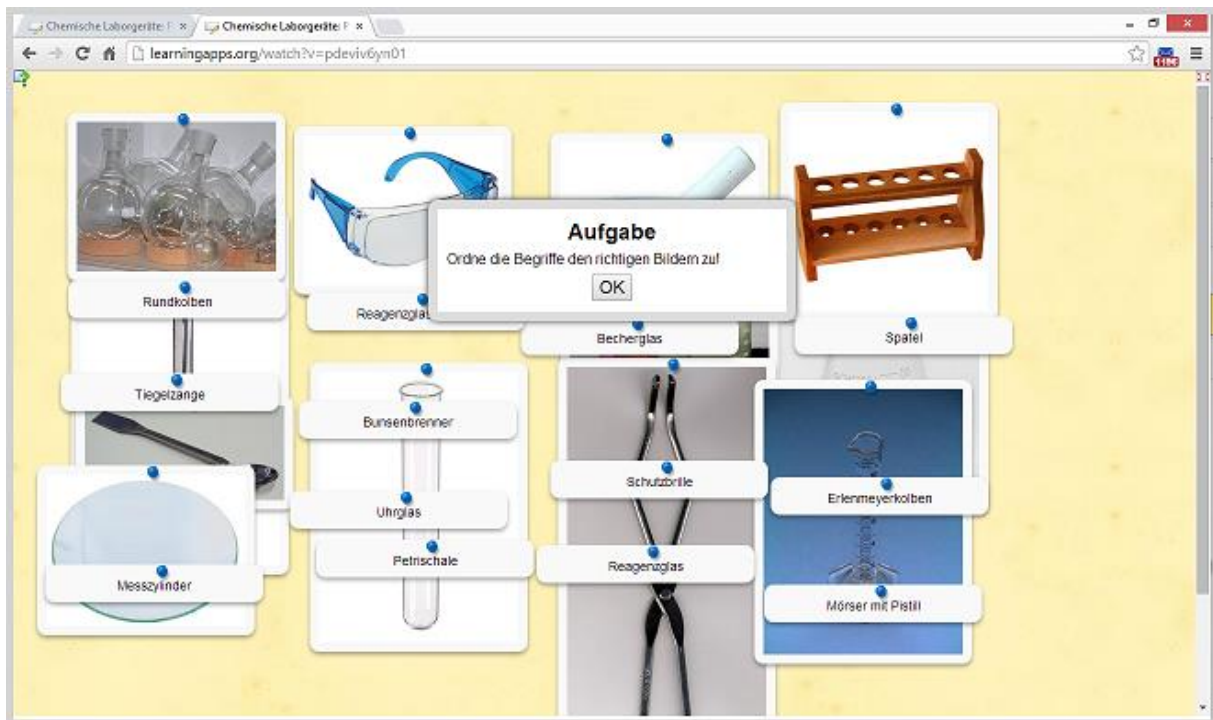 Chemische Laborgeräte: F
Chemische Laborgeräte: F
learningapps.org/watch?v=pdeviv6yn01
1196
Aufgabe
Ordne die Begriffe den richtigen Bildern zu!
OK
Rundkolben
Becherglas
Spatel
Tiegelzange
Bunsenbrenner
Schutzbrille
Erlenmeyerkolben
Uhrglas
Petrischale
Reagenzglas
Messzylinder
Mörser mit Pistill